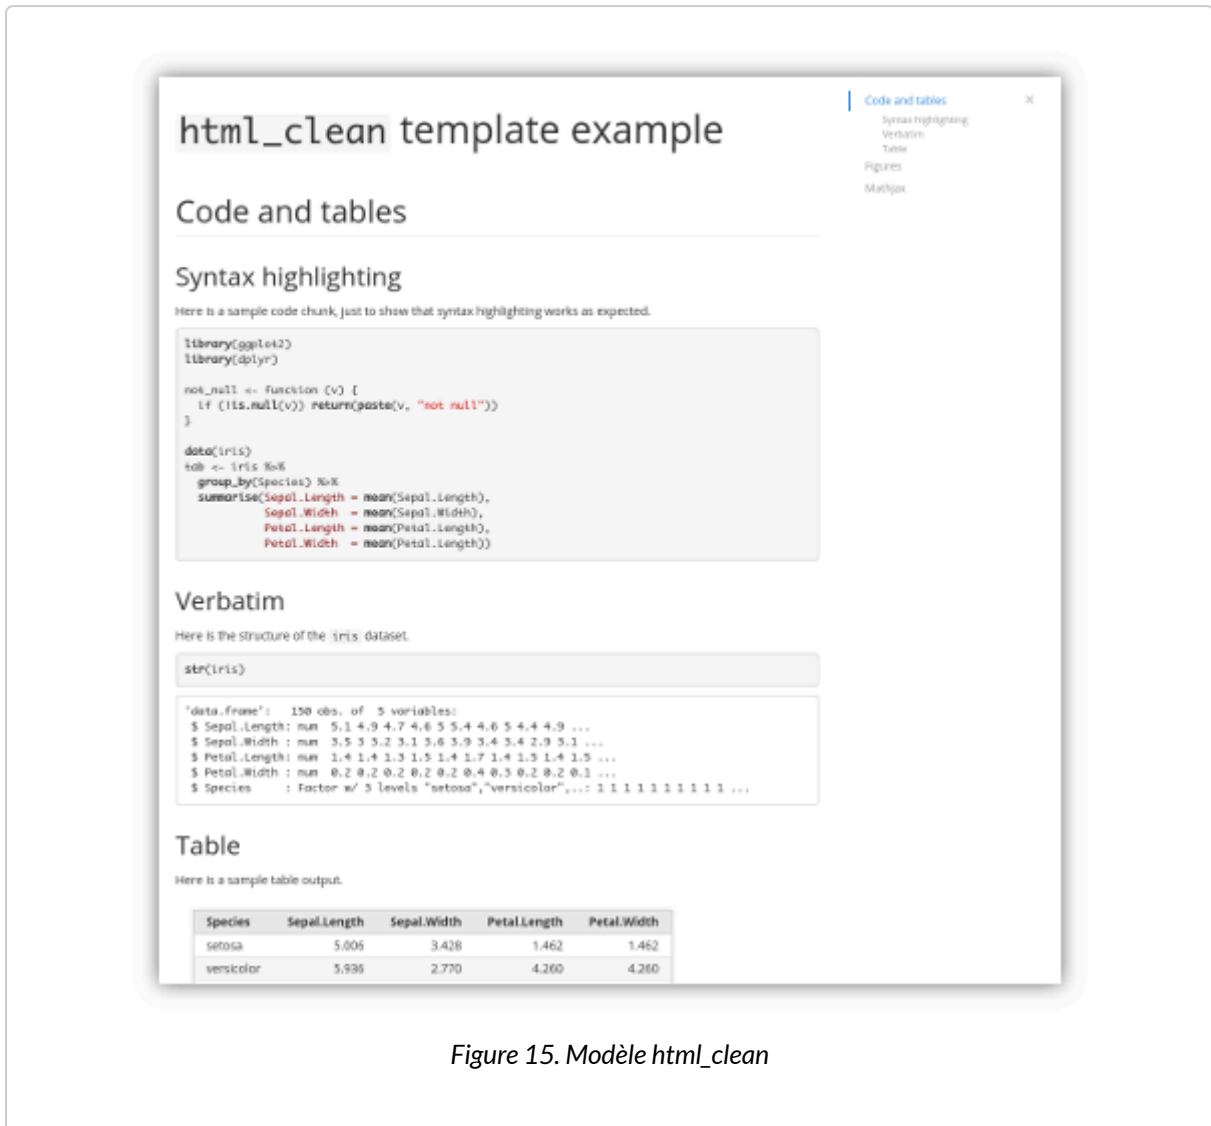 html_clean template example
Code and tables
Syntax highlighting
Verbatim
Table
Figures
Mathjax
Code and tables
Syntax highlighting
Here is a sample code chunk, just to show that syntax highlighting works as expected.
library(ggplot2)
library(dplyr)
not_null <- function (v) {
if (!is.null(v)) return(paste(v, "not null"))
}
data(iris)
tab <- iris %>%
group_by(Species) %>%
summarise(Sepal.Length = mean(Sepal.Length),
Sepal.Width = mean(Sepal.Width),
Petal.Length = mean(Petal.Length),
Petal.Width = mean(Petal.Length))
Verbatim
Here is the structure of the iris dataset.
str(iris)
'data.frame': 150 obs. of 5 variables:
$ Sepal.Length: num 5.1 4.9 4.7 4.6 5 5.4 4.6 5 4.4 4.9 ...
$ Sepal.Width : num 3.5 3 3.2 3.1 3.6 3.9 3.4 3.4 2.9 3.1 ...
$ Petal.Length: num 1.4 1.4 1.3 1.5 1.4 1.7 1.4 1.5 1.4 1.5 ...
$ Petal.Width : num 0.2 0.2 0.2 0.2 0.2 0.4 0.3 0.2 0.2 0.1 ...
$ Species : Factor w/ 3 levels "setosa","versicolor",..: 1 1 1 1 1 1 1 1 1 1 ...
Table
Here is a sample table output.
Species Sepal.Length Sepal.Width Petal.Length Petal.Width
setosa 5.006 3.428 1.462 1.462
versicolor 5.936 2.770 4.260 4.260
Figure 15. Modèle html_clean